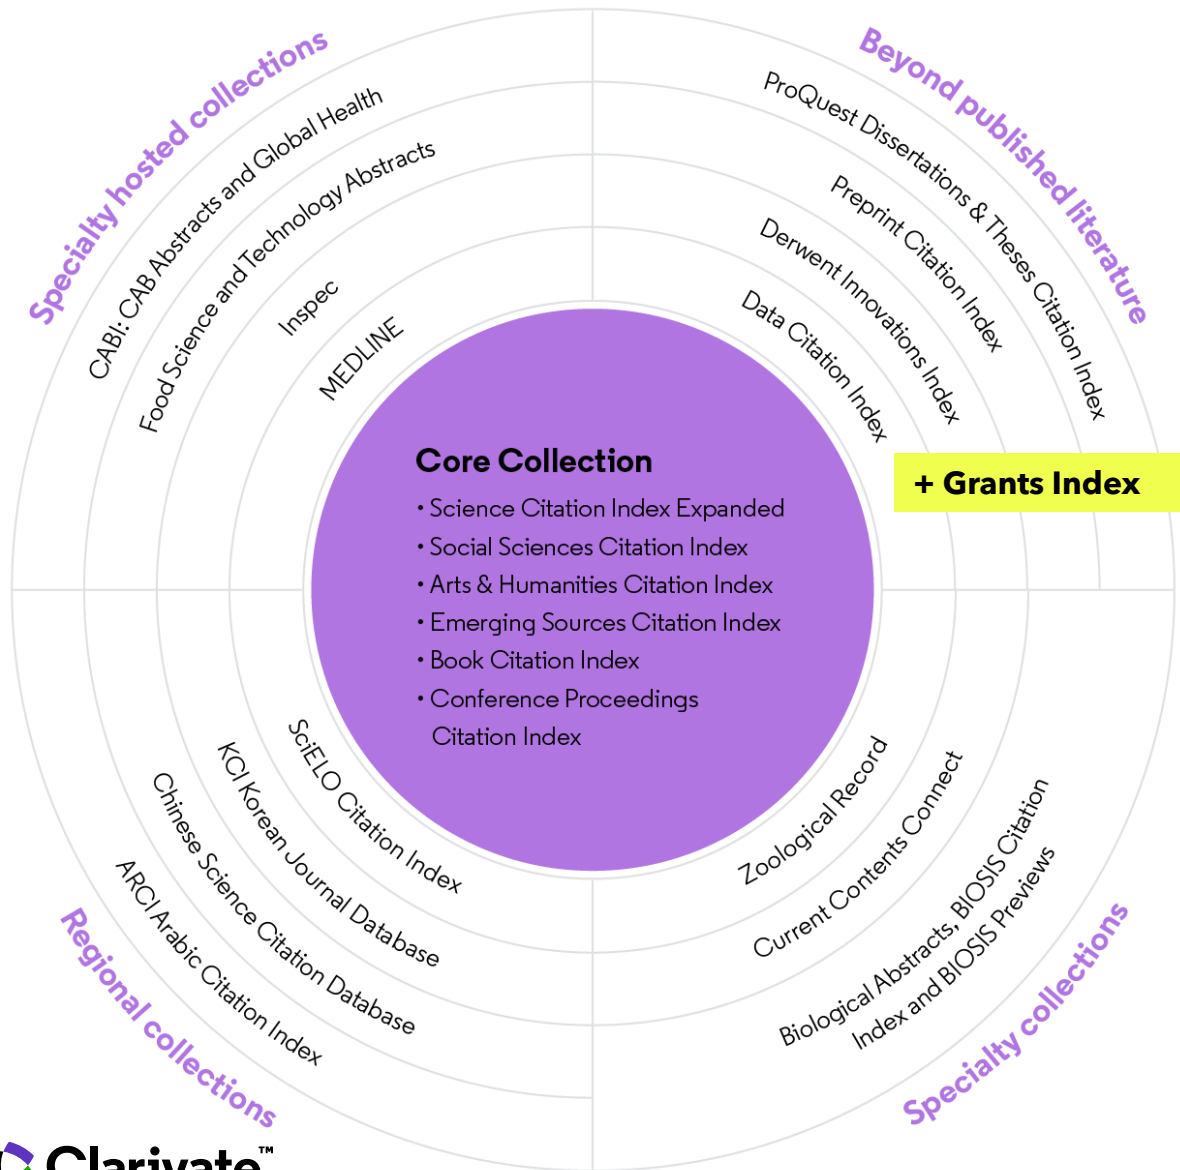 Specialty hosted collections
CABI: CAB Abstracts and Global Health
Food Science and Technology Abstracts
Inspec
MEDLINE
Beyond published literature
ProQuest Dissertations & Theses Citation Index
Preprint Citation Index
Derwent Innovations Index
Data Citation Index
+ Grants Index
Core Collection
• Science Citation Index Expanded
• Social Sciences Citation Index
• Arts & Humanities Citation Index
• Emerging Sources Citation Index
• Book Citation Index
• Conference Proceedings
Citation Index
SciELO Citation Index
KCI Korean Journal Database
Chinese Science Citation Database
ARCI Arabic Citation Index
Regional collections
Zoological Record
Current Contents Connect
Biological Abstracts, BIOSIS Citation
Index and BIOSIS Previews
Specialty collections
Clarivate™